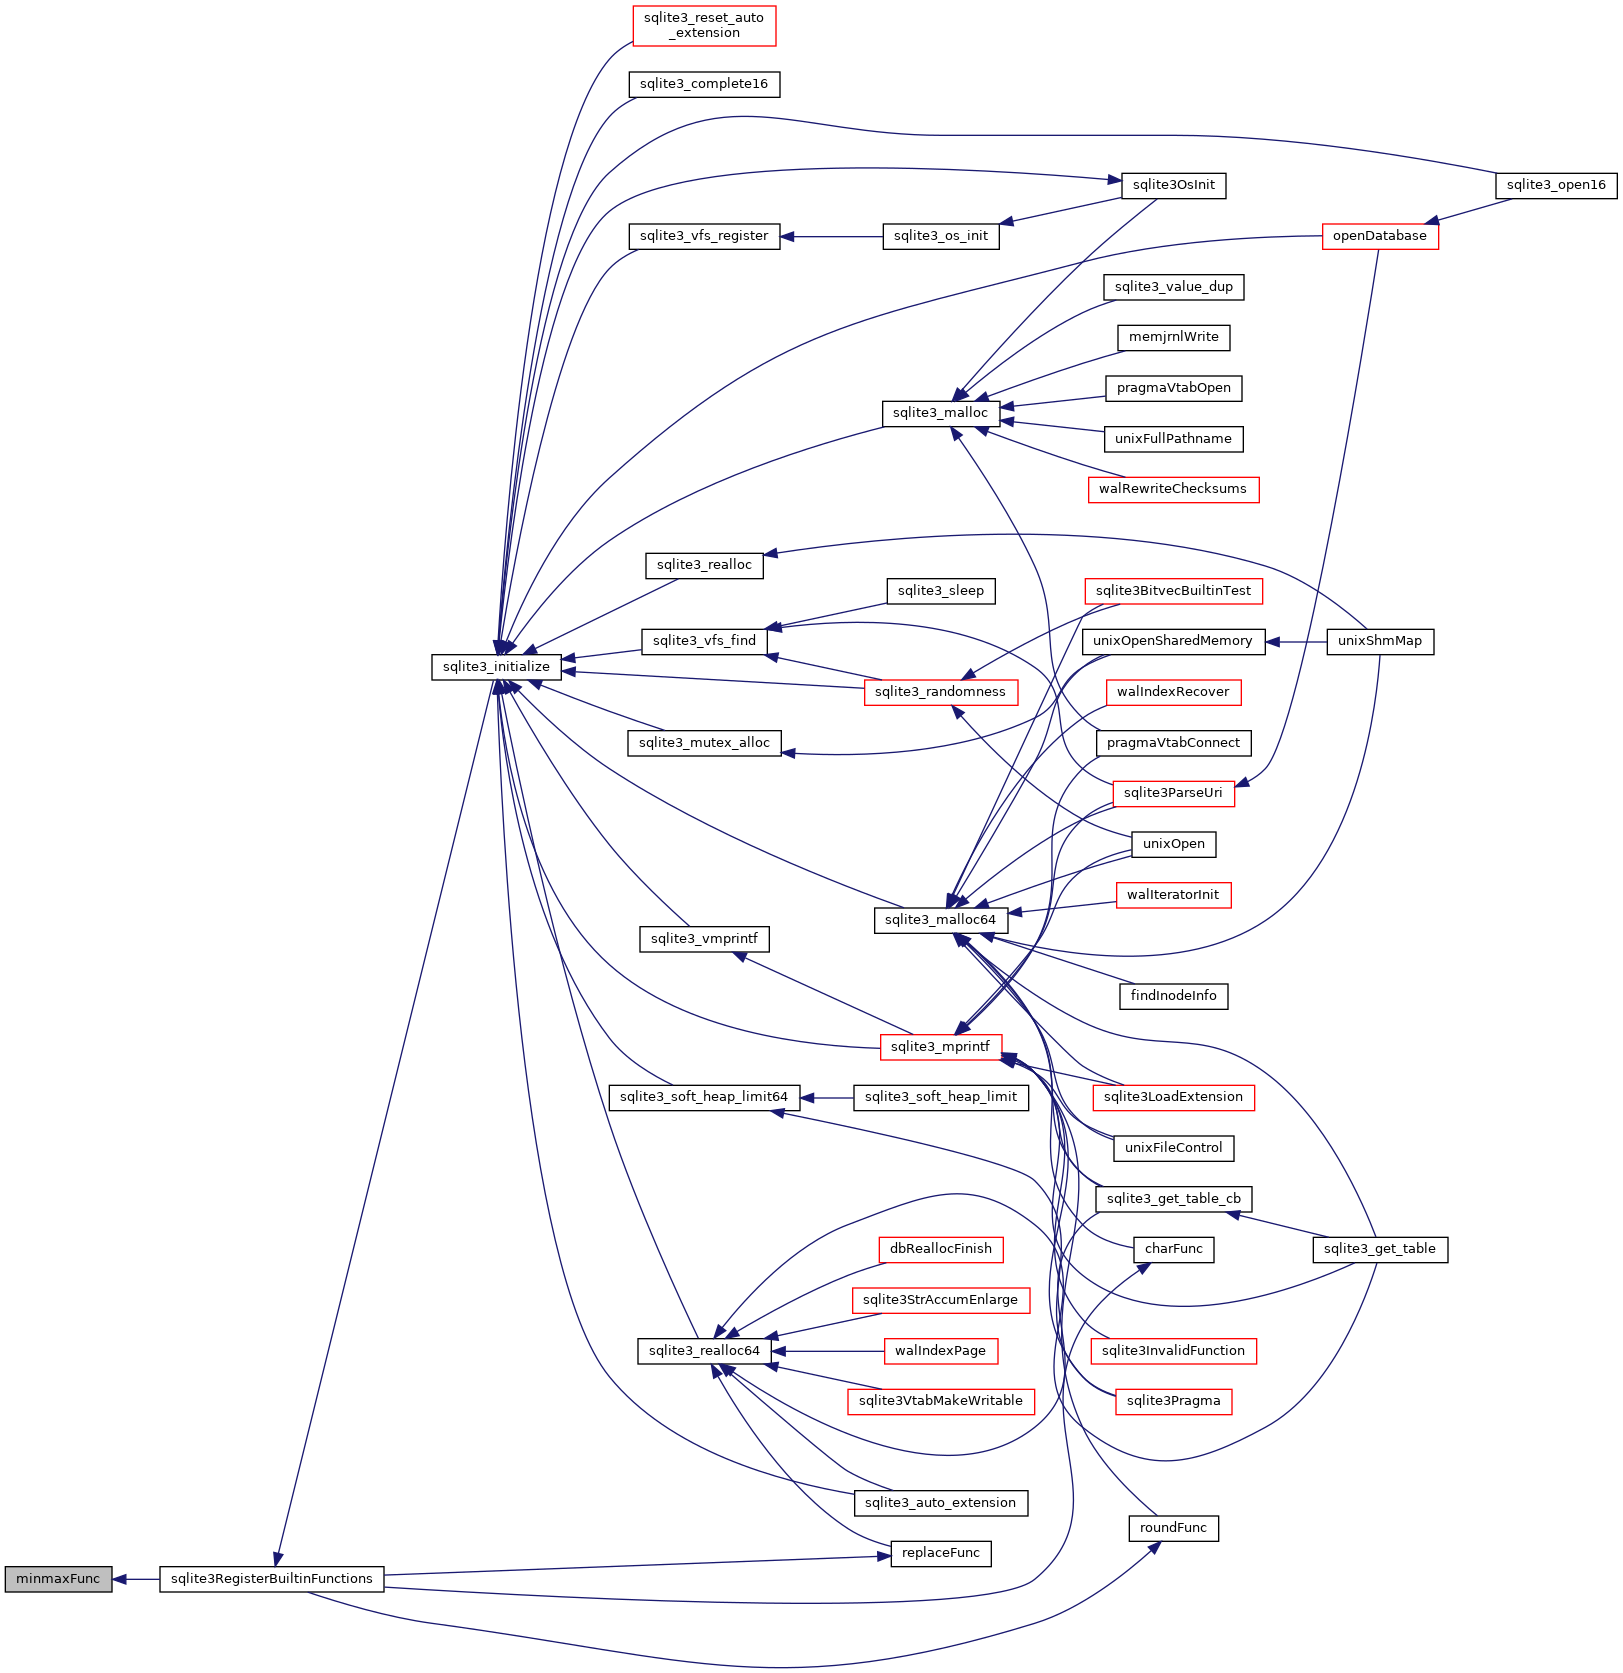 sqlite3_reset_auto
_extension
sqlite3_complete16
sqlite3OsInit
sqlite3_open16
sqlite3_vfs_register
sqlite3_os_init
openDatabase
sqlite3_value_dup
memjrnlWrite
pragmaVtabOpen
sqlite3_malloc
unixFullPathname
walRewriteChecksums
sqlite3_realloc
sqlite3_sleep
sqlite3BitvecBuiltinTest
sqlite3_vfs_find
unixOpenSharedMemory
unixShmMap
sqlite3_initialize
sqlite3_randomness
walIndexRecover
sqlite3_mutex_alloc
pragmaVtabConnect
sqlite3ParseUri
unixOpen
walIteratorInit
sqlite3_malloc64
sqlite3_vmprintf
findInodeInfo
sqlite3_mprintf
sqlite3_soft_heap_limit64
sqlite3_soft_heap_limit
sqlite3LoadExtension
unixFileControl
sqlite3_get_table_cb
dbReallocFinish
charFunc
sqlite3_get_table
sqlite3StrAccumEnlarge
sqlite3_realloc64
walIndexPage
sqlite3InvalidFunction
sqlite3VtabMakeWritable
sqlite3Pragma
sqlite3_auto_extension
roundFunc
replaceFunc
minmaxFunc
sqlite3RegisterBuiltinFunctions